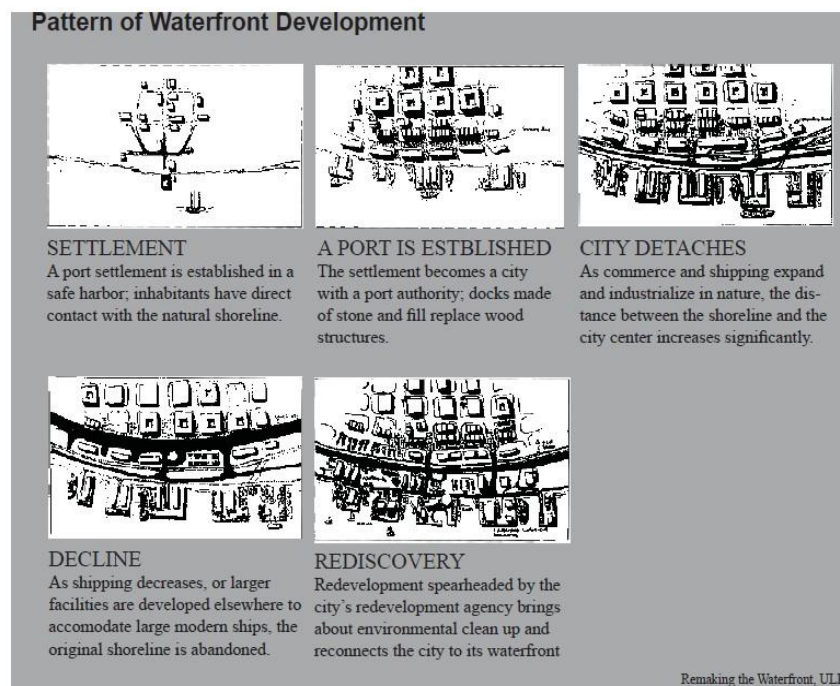 Pattern of Waterfront Development
SETTLEMENT
A port settlement is established in a
safe harbor; inhabitants have direct
contact with the natural shoreline.
A PORT IS ESTBLISHED
The settlement becomes a city
with a port authority; docks made
of stone and fill replace wood
structures.
CITY DETACHES
As commerce and shipping expand
and industrialize in nature, the dis-
tance between the shoreline and the
city center increases significantly.
DECLINE
As shipping decreases, or larger
facilities are developed elsewhere to
accomodate large modern ships, the
original shoreline is abandoned.
REDISCOVERY
Redevelopment spearheaded by the
city's redevelopment agency brings
about environmental clean up and
reconnects the city to its waterfront
Remaking the Waterfront, ULI